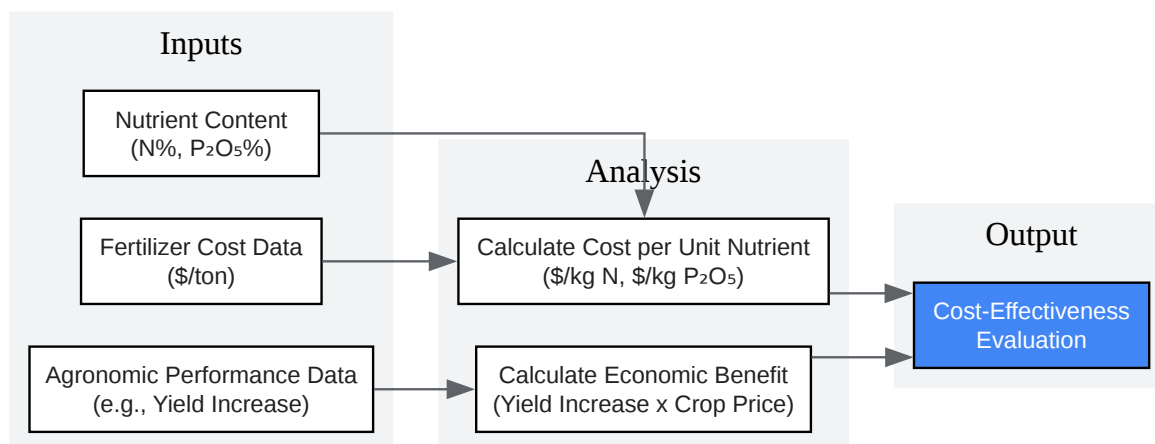 Inputs
Nutrient Content
(N%, P₂O₅%)
Fertilizer Cost Data
($/ton)
Agronomic Performance Data
(e.g., Yield Increase)
Analysis
Calculate Cost per Unit Nutrient
($/kg N, $/kg P₂O₅)
Calculate Economic Benefit
(Yield Increase x Crop Price)
Output
Cost-Effectiveness
Evaluation